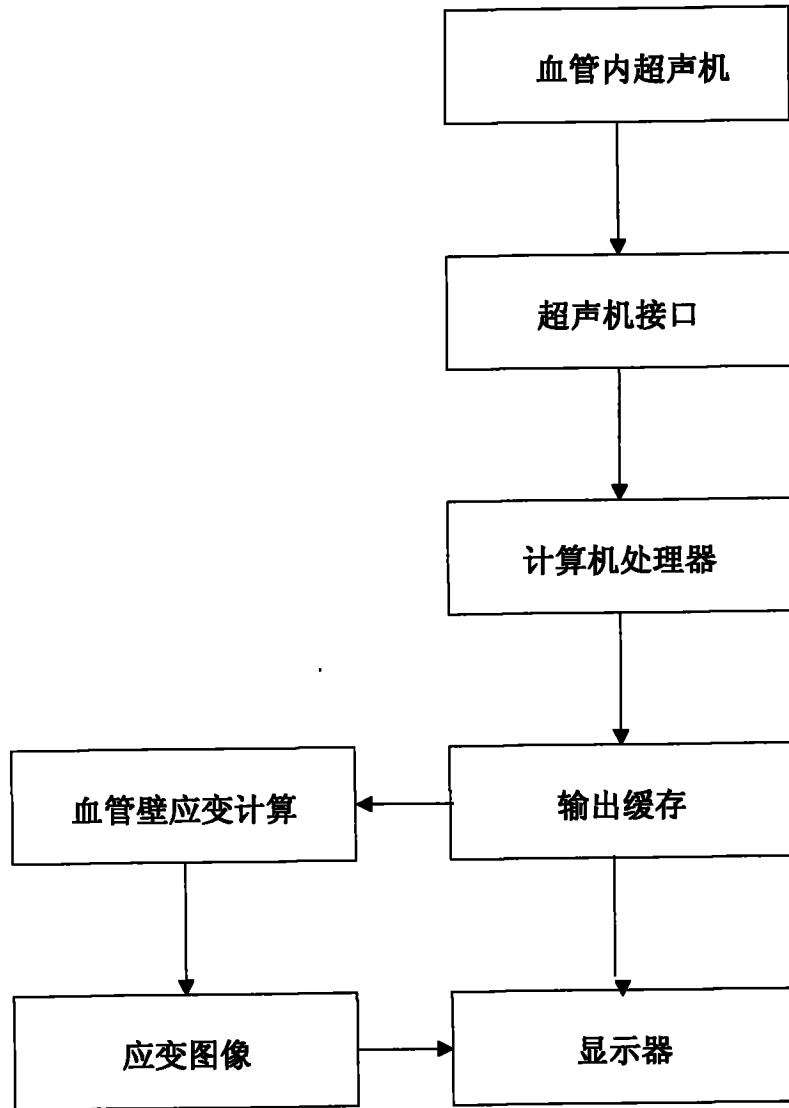 血管内超声机
超声机接口
计算机处理器
血管壁应变计算
输出缓存
应变图像
显示器